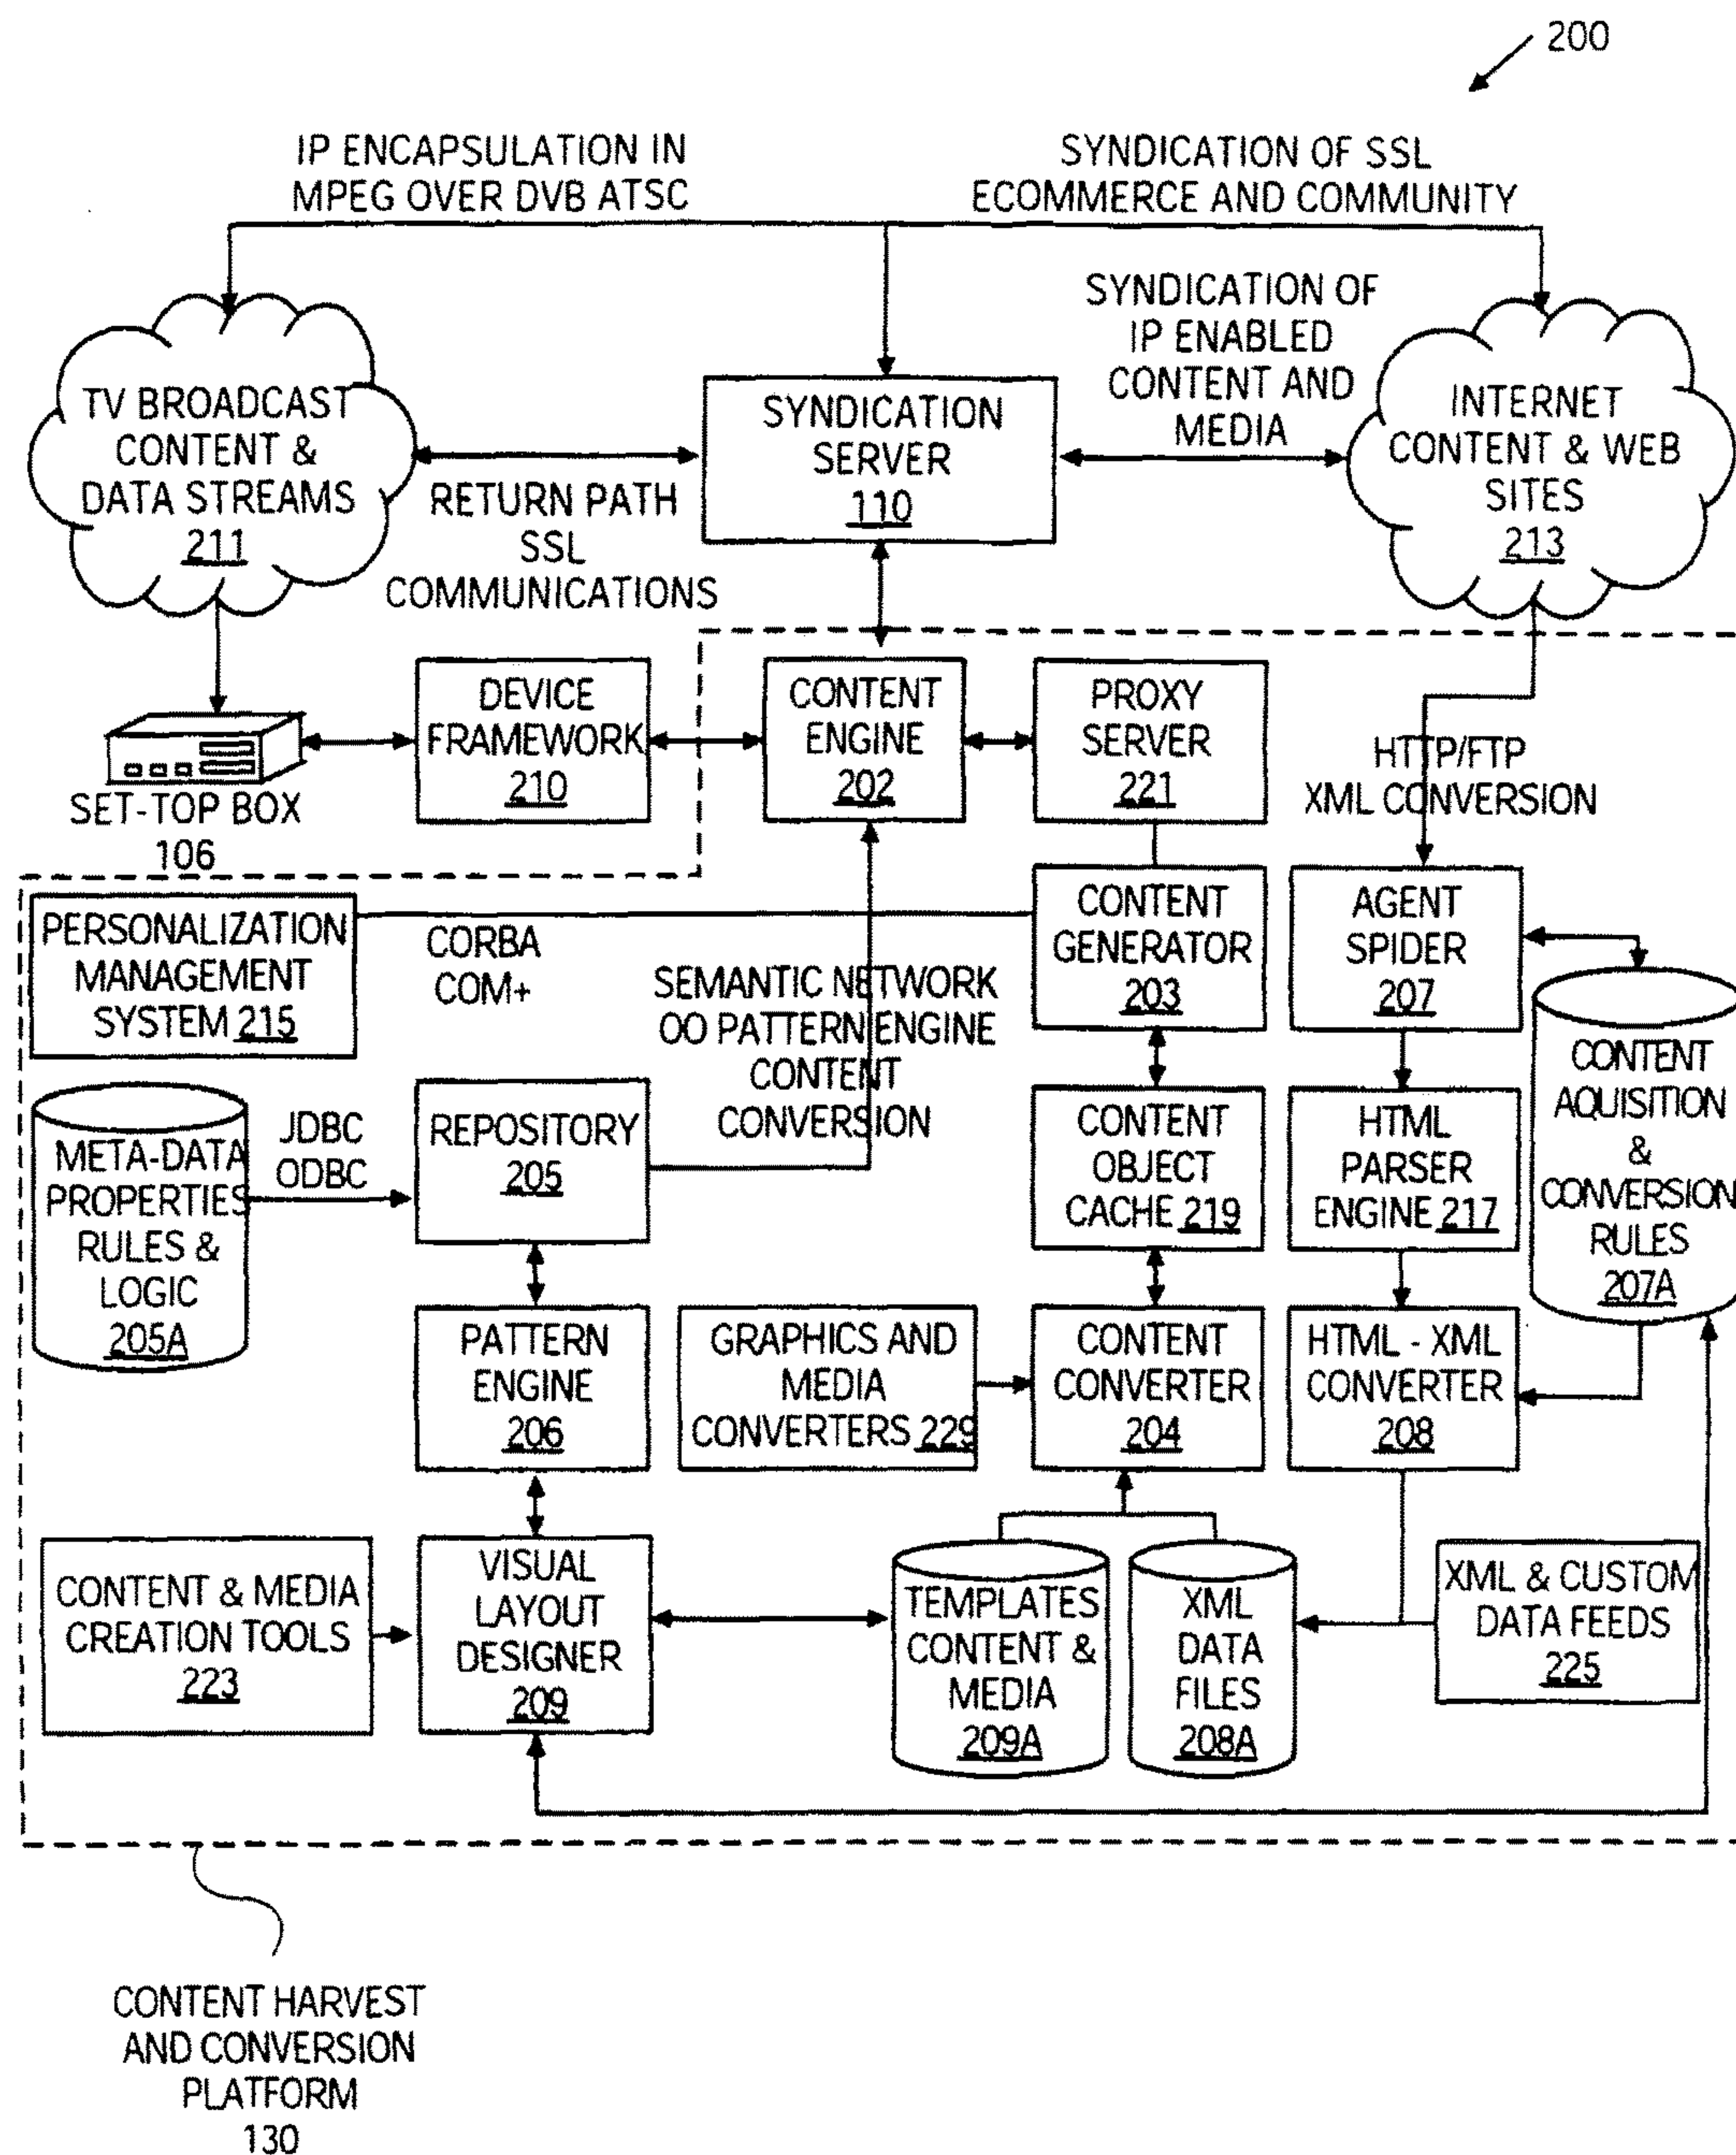 200
IP ENCAPSULATION IN
MPEG OVER DVB ATSC
SYNDICATION OF SSL
ECOMMERCE AND COMMUNITY
SYNDICATION OF
IP ENABLED
CONTENT AND
MEDIA
TV BROADCAST
CONTENT &
DATA STREAMS
211
SYNDICATION
SERVER
110
INTERNET
CONTENT & WEB
SITES
213
RETURN PATH
SSL
COMMUNICATIONS
SET-TOP BOX
106
DEVICE
FRAMEWORK
210
CONTENT
ENGINE
202
PROXY
SERVER
221
HTTP/FTP
XML CONVERSION
PERSONALIZATION
MANAGEMENT
SYSTEM 215
CORBA
COM+
SEMANTIC NETWORK
OO PATTERN ENGINE
CONTENT
CONVERSION
CONTENT
GENERATOR
203
AGENT
SPIDER
207
CONTENT
AQUISITION
&
CONVERSION
RULES
207A
META-DATA
PROPERTIES
RULES &
LOGIC
205A
JDBC
ODBC
REPOSITORY
205
CONTENT
OBJECT
CACHE 219
HTML
PARSER
ENGINE 217
PATTERN
ENGINE
206
GRAPHICS AND
MEDIA
CONVERTERS 229
CONTENT
CONVERTER
204
HTML - XML
CONVERTER
208
CONTENT & MEDIA
CREATION TOOLS
223
VISUAL
LAYOUT
DESIGNER
209
TEMPLATES
CONTENT &
MEDIA
209A
XML
DATA
FILES
208A
XML & CUSTOM
DATA FEEDS
225
CONTENT HARVEST
AND CONVERSION
PLATFORM
130